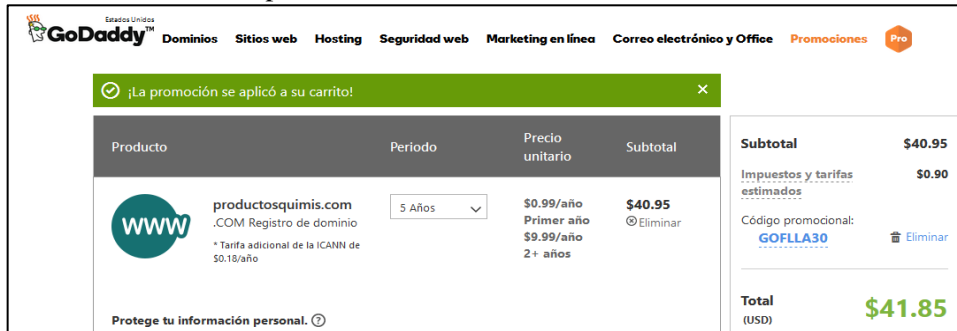 Estados Unidos
GoDaddy™ Dominios Sitios web Hosting Seguridad web Marketing en línea Correo electrónico y Office Promociones Pro
¡La promoción se aplicó a su carrito!
Producto Periodo Precio unitario Subtotal
WWW
productosquimis.com
.COM Registro de dominio
* Tarifa adicional de la ICANN de
$0.18/año
5 Años
$0.99/año
Primer año
$9.99/año
2+ años
$40.95
Eliminar
Protege tu información personal. ?
Subtotal $40.95
Impuestos y tarifas $0.90
estimados
Código promocional:
GOFLLA30 Eliminar
Total $41.85
(USD)